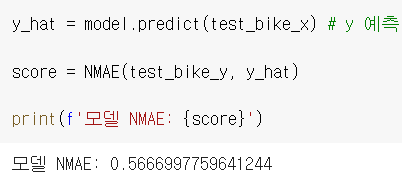 y_hat = model.predict(test_bike_x) # y 예측
score = NMAE(test_bike_y, y_hat)
print(f'모델 NMAE: {score}')
모델 NMAE: 0.5666997759641244